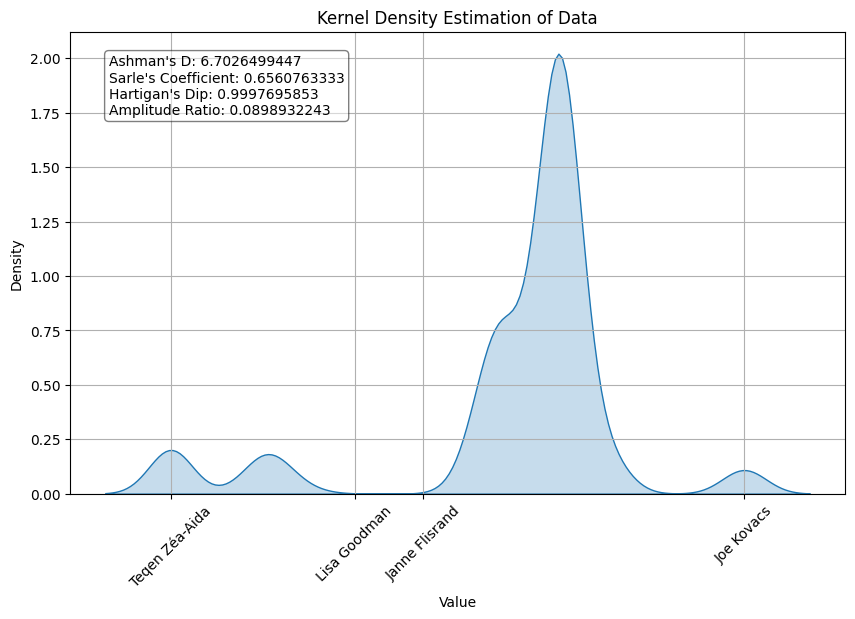 Kernel Density Estimation of Data
Ashman's D: 6.7026499447
Sarle's Coefficient: 0.6560763333
Hartigan's Dip: 0.9997695853
Amplitude Ratio: 0.0898932243
2.00
1.75
1.50
1.25
1.00
0.75
0.50
0.25
0.00
Density
Teqen Zéa-Aida
Lisa Goodman
Janne Flisrand
Joe Kovacs
Value